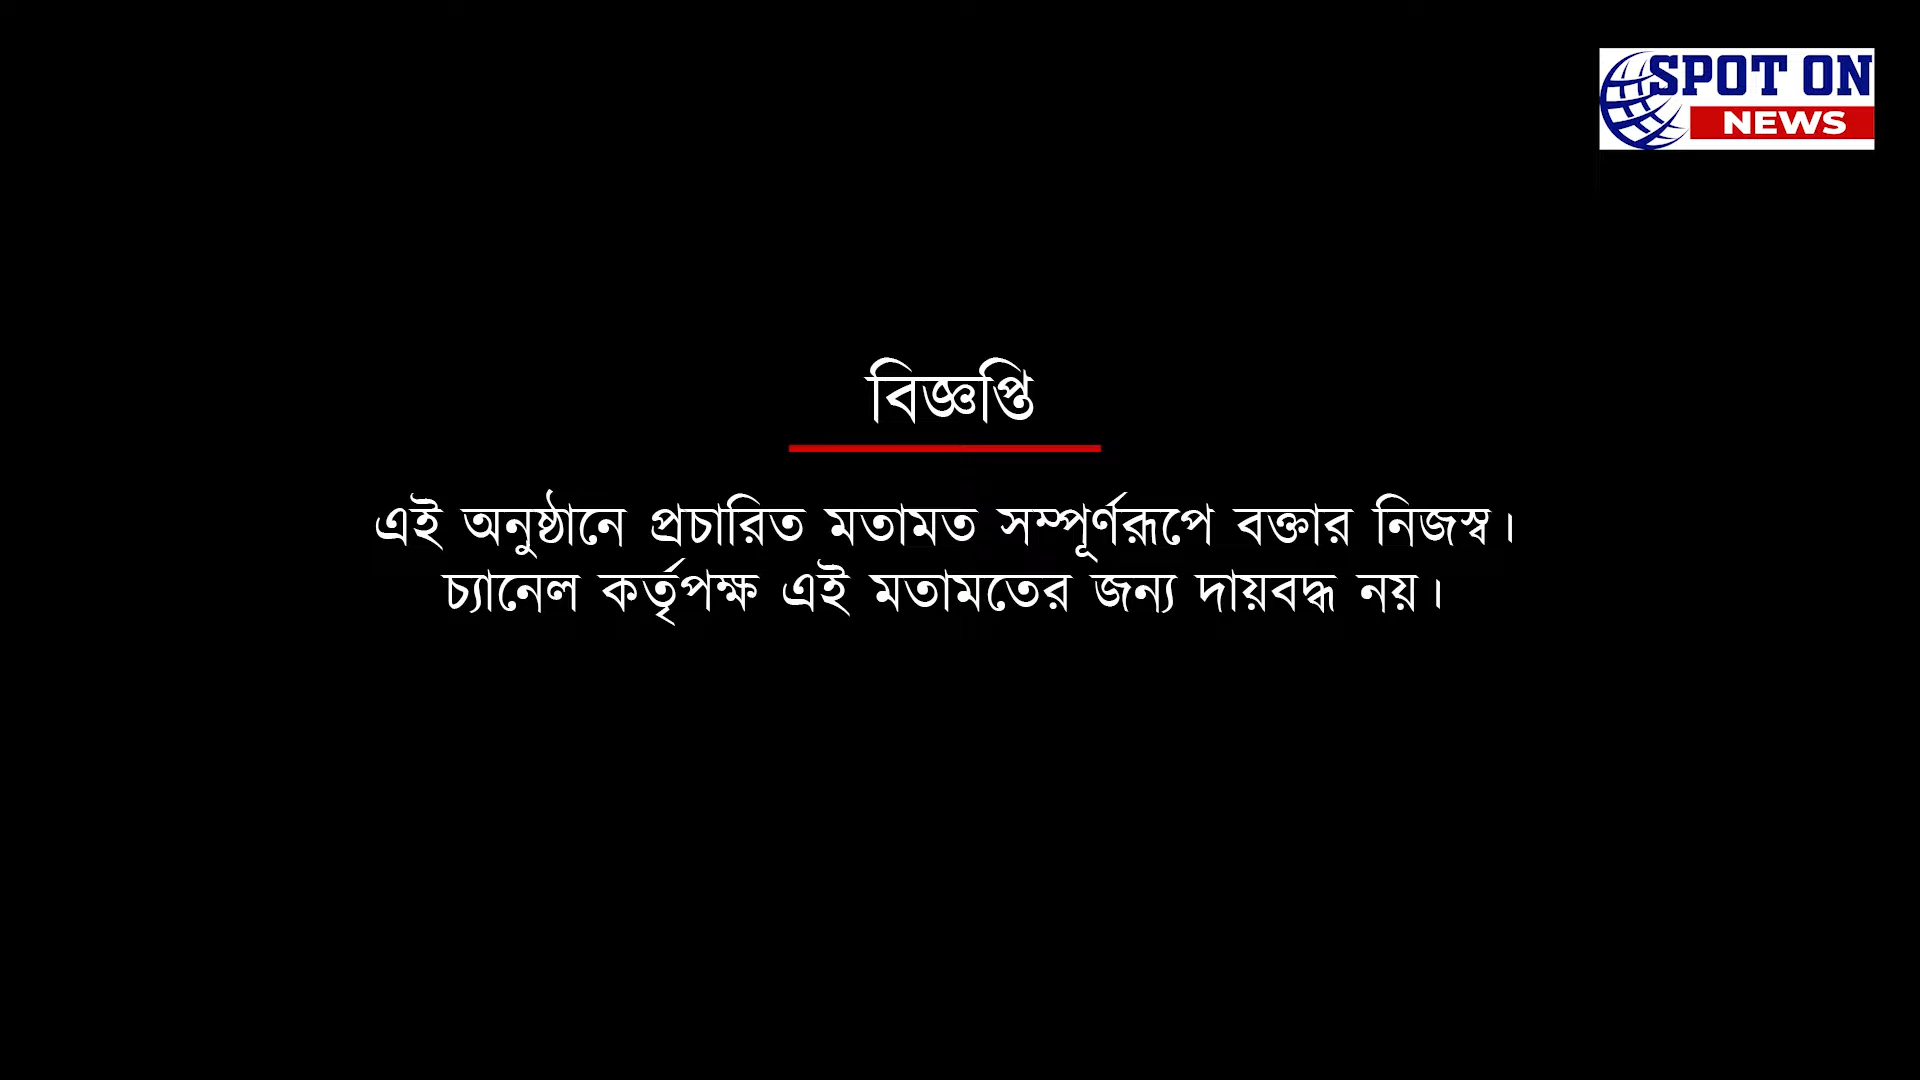 SPOT ON
NEWS
বিজ্ঞপ্তি
এই অনুষ্ঠানে প্রচারিত মতামত সম্পূর্ণরূপে বক্তার নিজস্ব।
চ্যানেল কর্তৃপক্ষ এই মতামতের জন্য দায়বদ্ধ নয়।